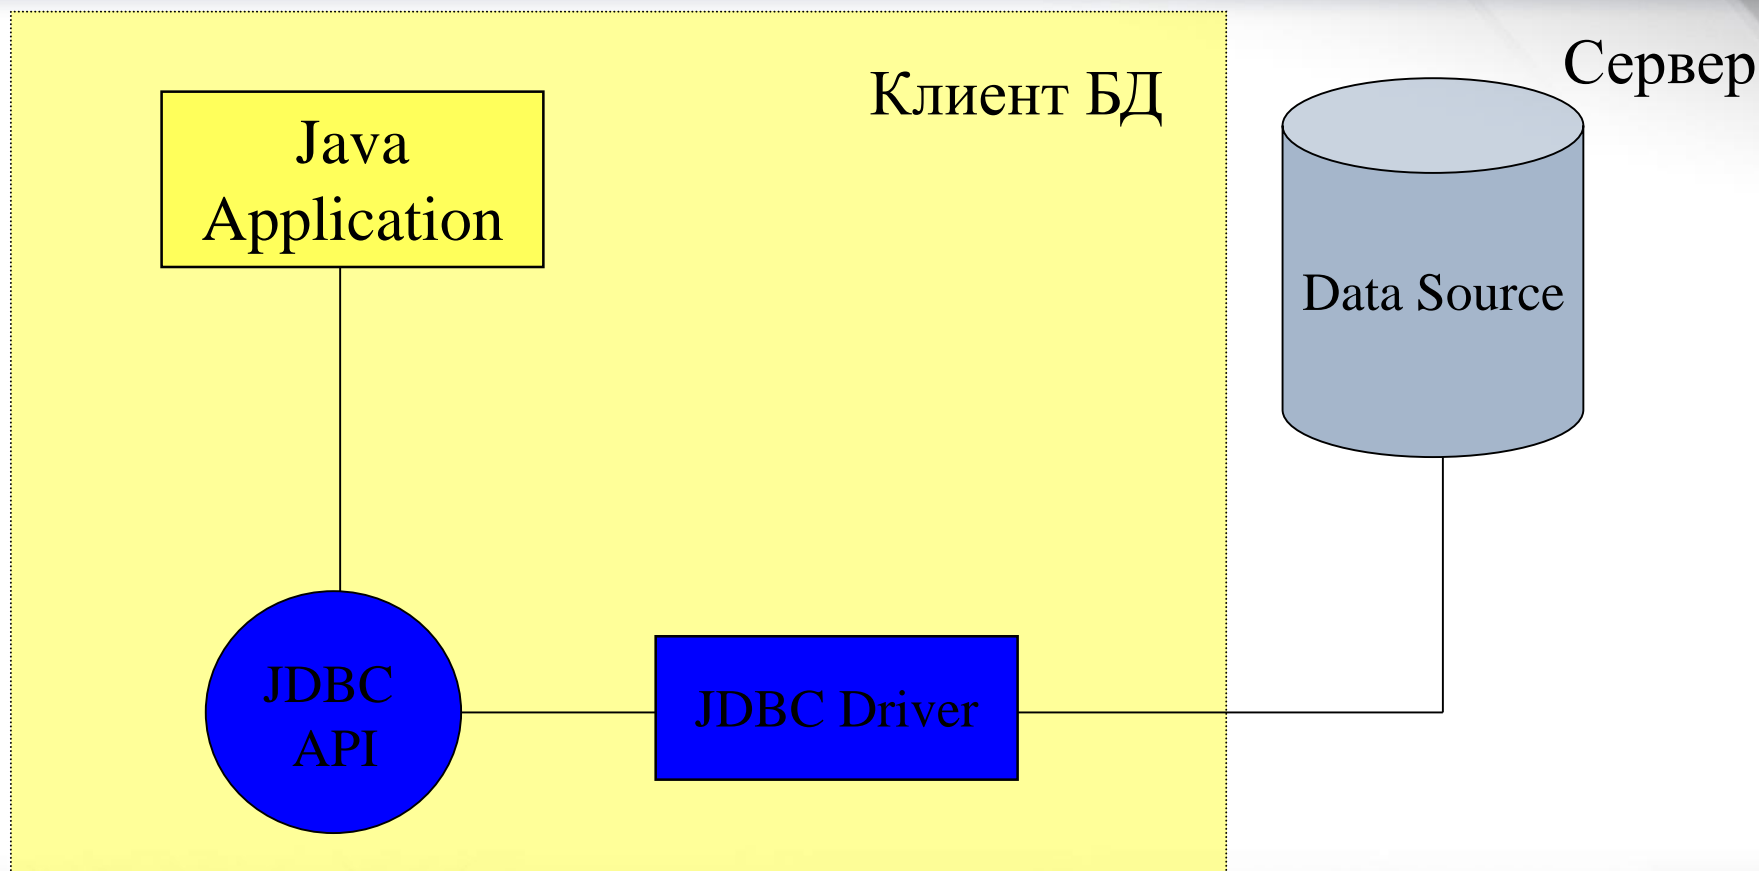 Клиент БД
Сервер
Java
Application
Data Source
JDBC
API
JDBC Driver